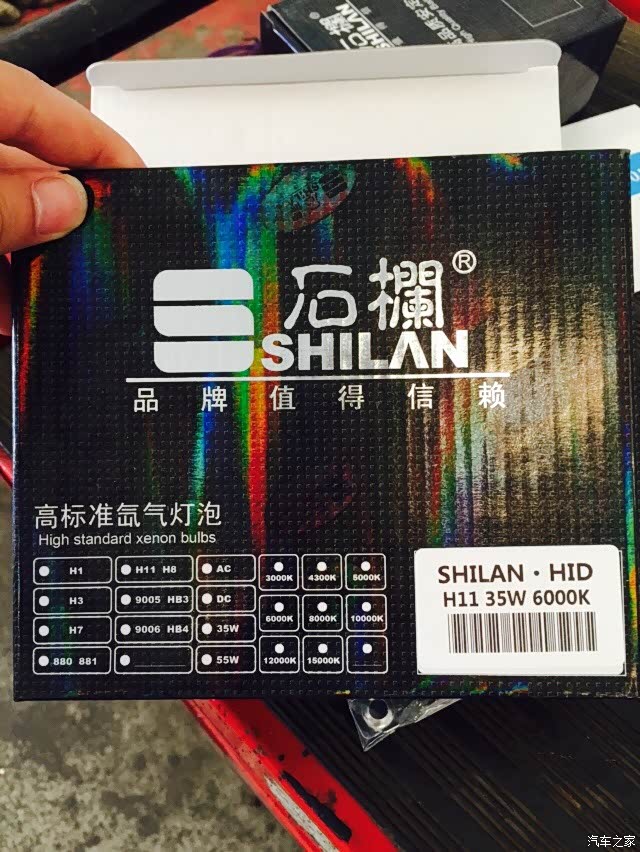 石欄®
SHILAN
品牌值得信赖
高标准氙气灯泡
High standard xenon bulbs
H1
H11 H8
AC
3000K
4300K
5000K
H3
9005 HB3
DC
6000K
8000K
10000K
H7
9006 HB4
35W
880 881
55W
12000K
15000K
SHILAN · HID
H11 35W 6000K
汽车之家